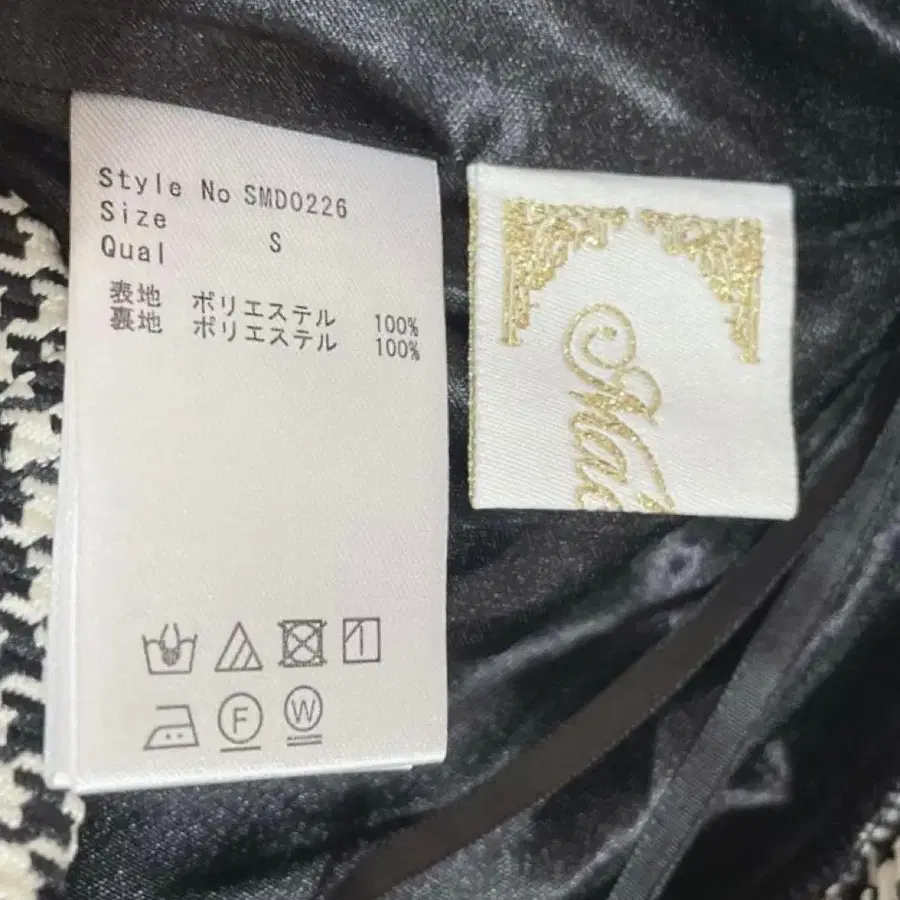 Style No SMD0226
Size S
Qual
表地 ポリエステル 100%
裏地 ポリエステル 100%
F
W